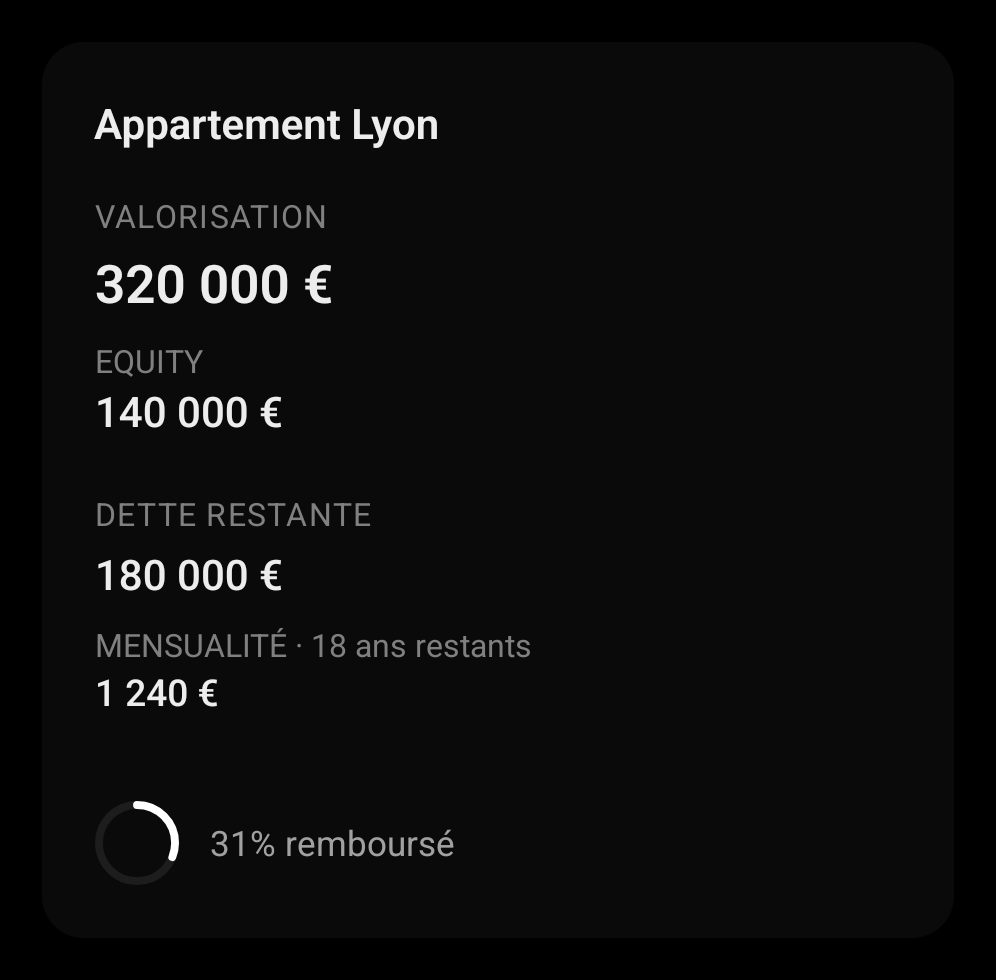 Appartement Lyon
VALORISATION
320 000 €
EQUITY
140 000 €
DETTE RESTANTE
180 000 €
MENSUALITÉ · 18 ans restants
1 240 €
31% remboursé